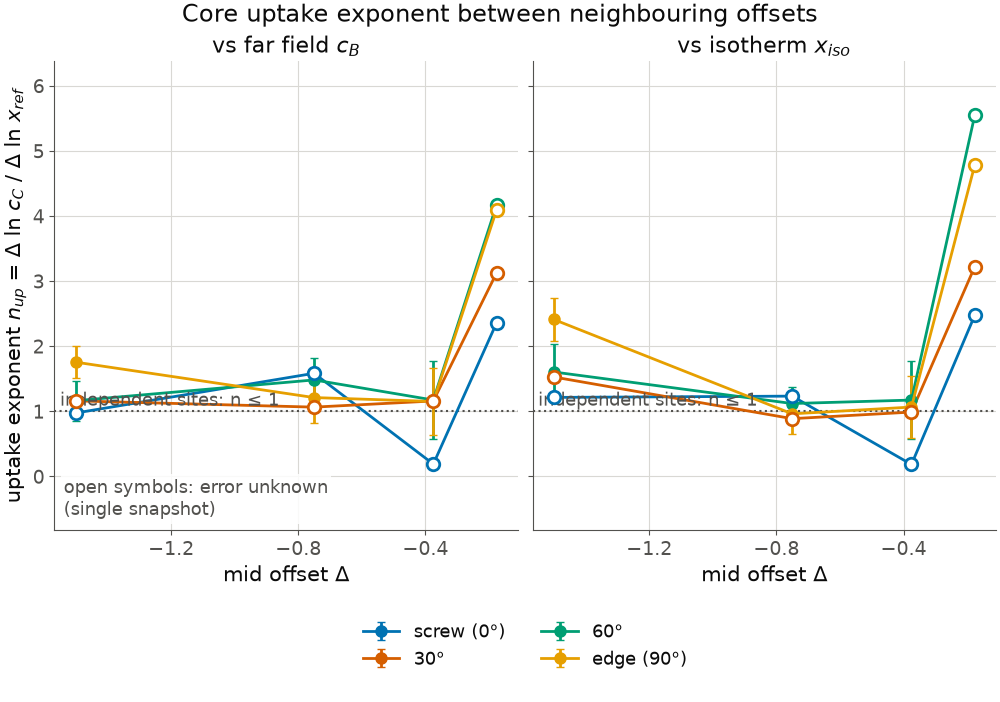 Core uptake exponent between neighbouring offsets
vs far field c_B
vs isotherm x_iso
uptake exponent n_up = Δ ln c_C / Δ ln x_ref
6
5
4
3
2
1
0
independent sites: n ≤ 1
independent sites: n ≤ 1
open symbols: error unknown
(single snapshot)
−1.2
−0.8
−0.4
−1.2
−0.8
−0.4
mid offset Δ
mid offset Δ
screw (0°)
60°
30°
edge (90°)